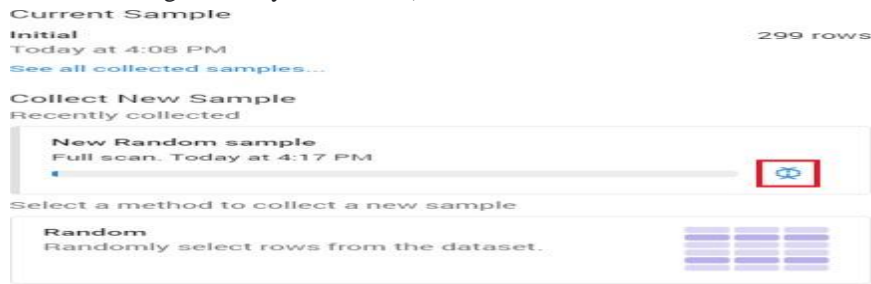 Current Sample
Initial 299 rows
Today at 4:08 PM
See all collected samples...
Collect New Sample
Recently collected
New Random sample
Full scan. Today at 4:17 PM
Select a method to collect a new sample
Random
Randomly select rows from the dataset.